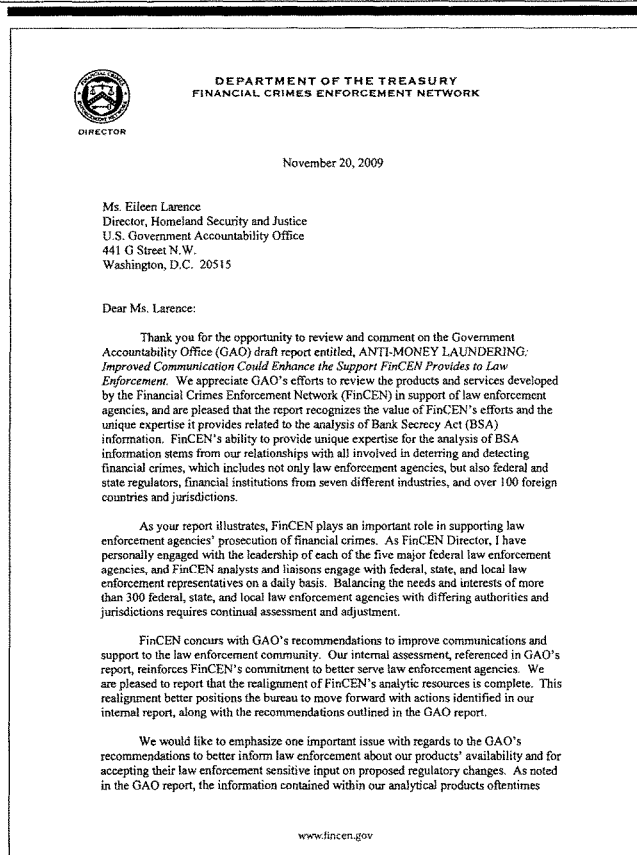 DEPARTMENT OF THE TREASURY
FINANCIAL CRIMES ENFORCEMENT NETWORK
DIRECTOR
November 20, 2009
Ms. Eileen Larence
Director, Homeland Security and Justice
U.S. Government Accountability Office
441 G Street N.W.
Washington, D.C. 20515
Dear Ms. Larence:
Thank you for the opportunity to review and comment on the Government
Accountability Office (GAO) draft report entitled, ANTI-MONEY LAUNDERING:
Improved Communication Could Enhance the Support FinCEN Provides to Law
Enforcement. We appreciate GAO's efforts to review the products and services developed
by the Financial Crimes Enforcement Network (FinCEN) in support of law enforcement
agencies, and are pleased that the report recognizes the value of FinCEN's efforts and the
unique expertise it provides related to the analysis of Bank Secrecy Act (BSA)
information. FinCEN's ability to provide unique expertise for the analysis of BSA
information stems from our relationships with all involved in deterring and detecting
financial crimes, which includes not only law enforcement agencies, but also federal and
state regulators, financial institutions from seven different industries, and over 100 foreign
countries and jurisdictions.
As your report illustrates, FinCEN plays an important role in supporting law
enforcement agencies' prosecution of financial crimes. As FinCEN Director, I have
personally engaged with the leadership of each of the five major federal law enforcement
agencies, and FinCEN analysts and liaisons engage with federal, state, and local law
enforcement representatives on a daily basis. Balancing the needs and interests of more
than 300 federal, state, and local law enforcement agencies with differing authorities and
jurisdictions requires continual assessment and adjustment.
FinCEN concurs with GAO's recommendations to improve communications and
support to the law enforcement community. Our internal assessment, referenced in GAO's
report, reinforces FinCEN's commitment to better serve law enforcement agencies. We
are pleased to report that the realignment of FinCEN's analytic resources is complete. This
realignment better positions the bureau to move forward with actions identified in our
internal report, along with the recommendations outlined in the GAO report.
We would like to emphasize one important issue with regards to the GAO's
recommendations to better inform law enforcement about our products' availability and for
accepting their law enforcement sensitive input on proposed regulatory changes. As noted
in the GAO report, the information contained within our analytical products oftentimes
www.fincen.gov